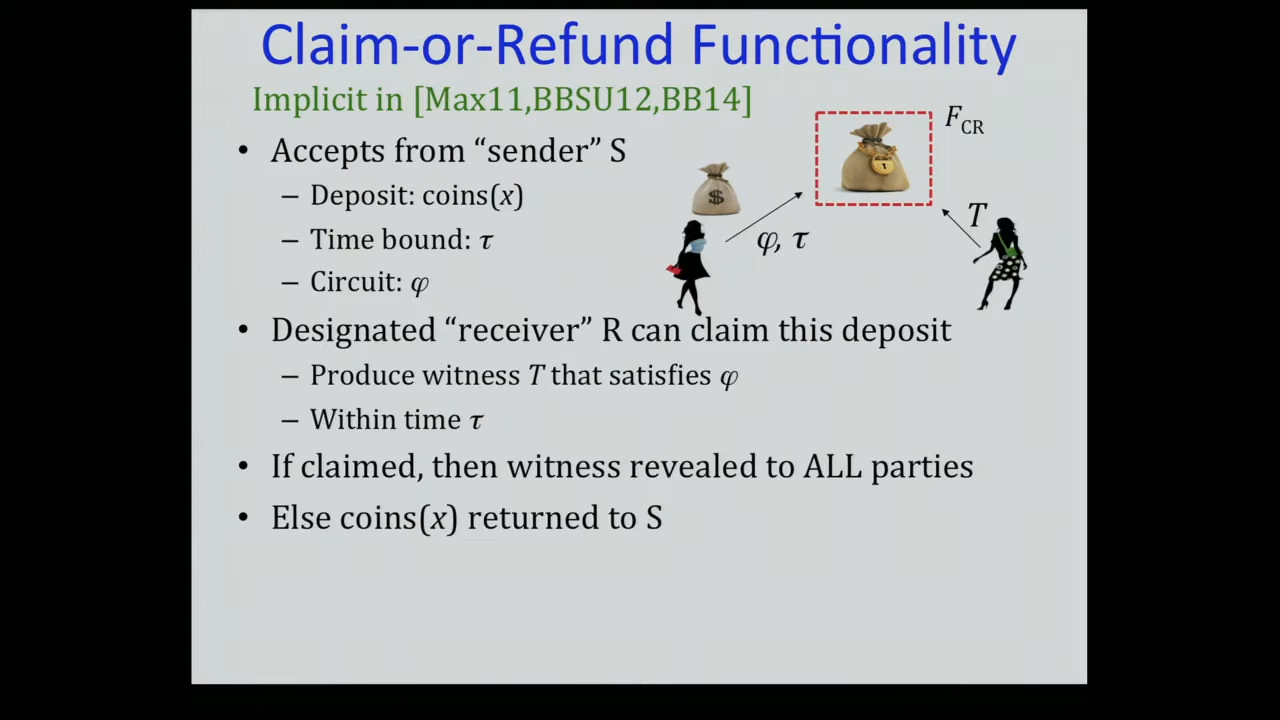 Claim-or-Refund Functionality
Implicit in [Max11,BBSU12,BB14]
• Accepts from “sender” S
– Deposit: coins(x)
– Time bound: τ
– Circuit: φ
$
φ, τ
F_CR
T
• Designated “receiver” R can claim this deposit
– Produce witness T that satisfies φ
– Within time τ
• If claimed, then witness revealed to ALL parties
• Else coins(x) returned to S